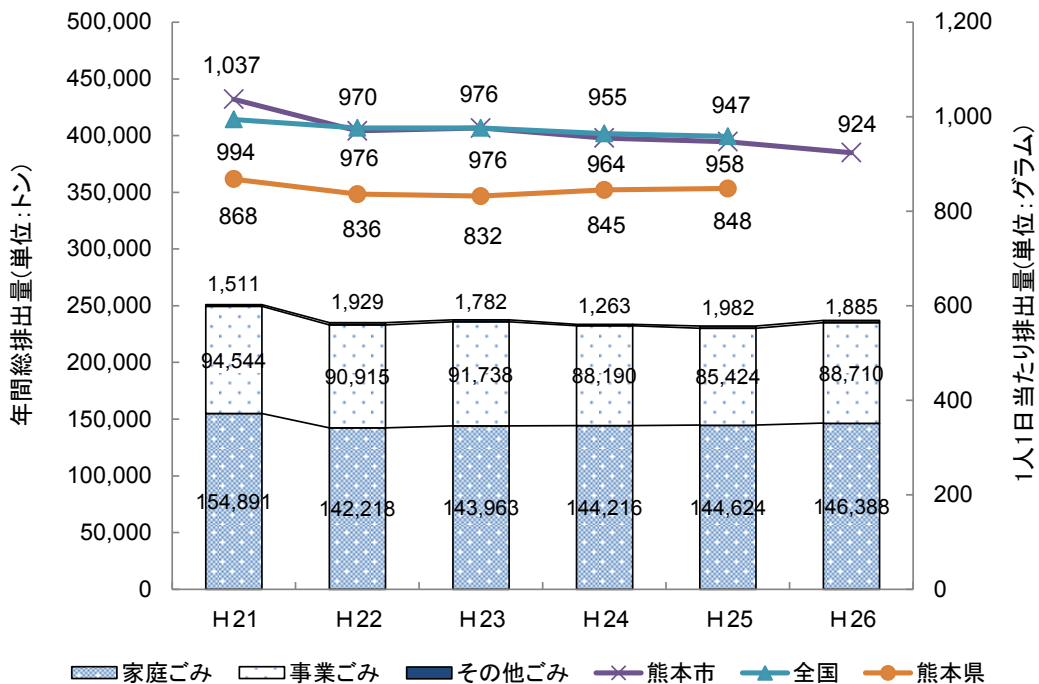 500,000
450,000
400,000
350,000
300,000
250,000
200,000
150,000
100,000
50,000
0
年間総排出量(単位:トン)
1,200
1,000
800
600
400
200
0
1人1日当たり排出量(単位:グラム)
1,037 970 976 955 947 924
994 976 976 964 958
868 836 832 845 848
1,511 1,929 1,782 1,263 1,982 1,885
94,544 90,915 91,738 88,190 85,424 88,710
154,891 142,218 143,963 144,216 144,624 146,388
H21 H22 H23 H24 H25 H26
家庭ごみ 事業ごみ その他ごみ 熊本市 全国 熊本県